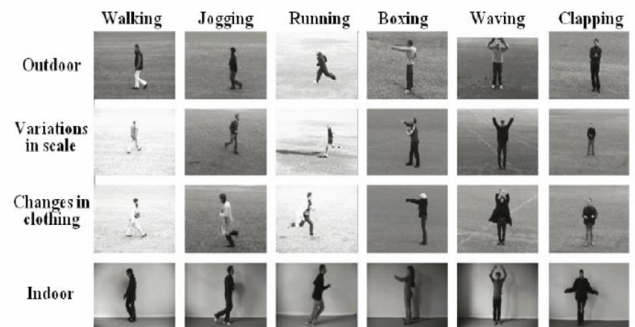 Walking Jogging Running Boxing Waving Clapping
Outdoor
Variations
in scale
Changes in
clothing
Indoor